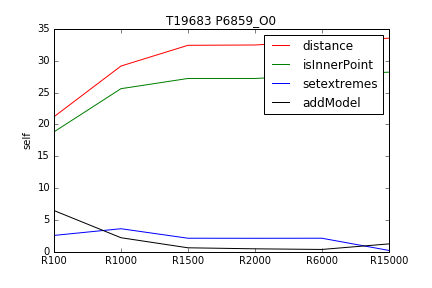 T19683 P6859_O0
35
30
25
20
15
10
5
0
self
distance
isInnerPoint
setextremes
addModel
R100 R1000 R1500 R2000 R6000 R15000